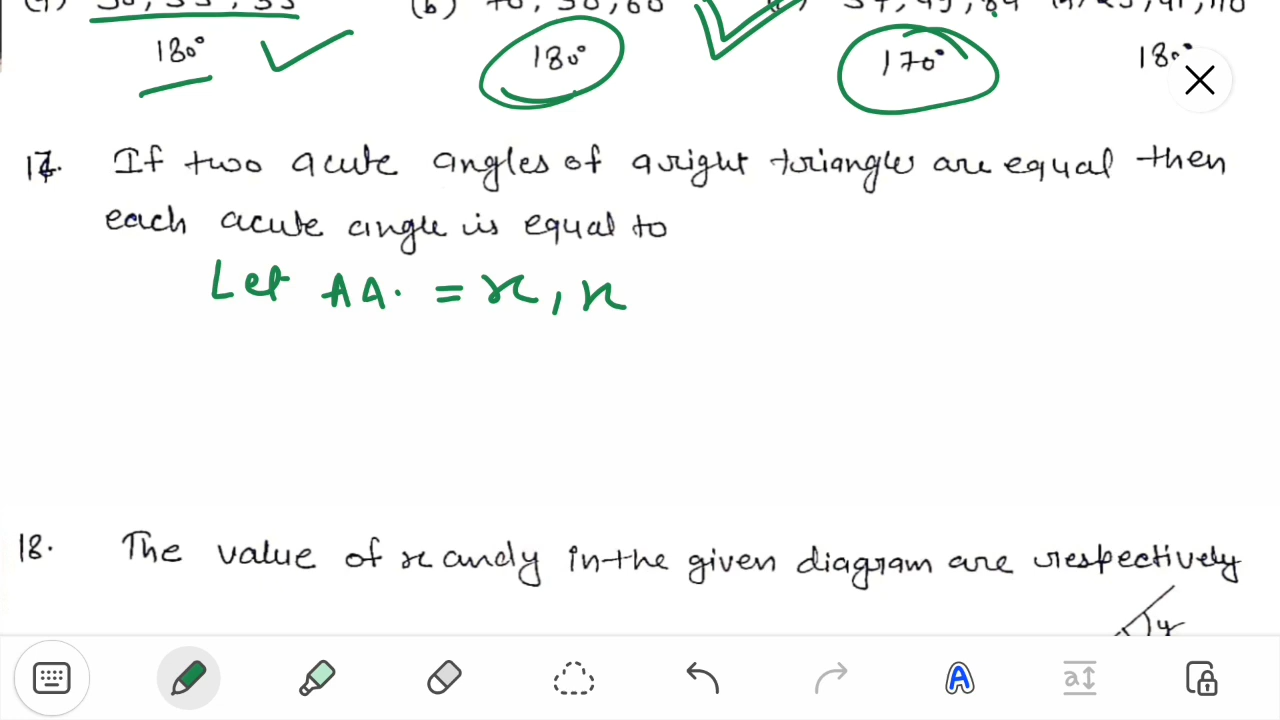 180° 180° 170° 18
17. If two acute angles of a right triangle are equal then
each acute angle is equal to
Let AA. = x, x
18. The value of x and y in the given diagram are respectively
y